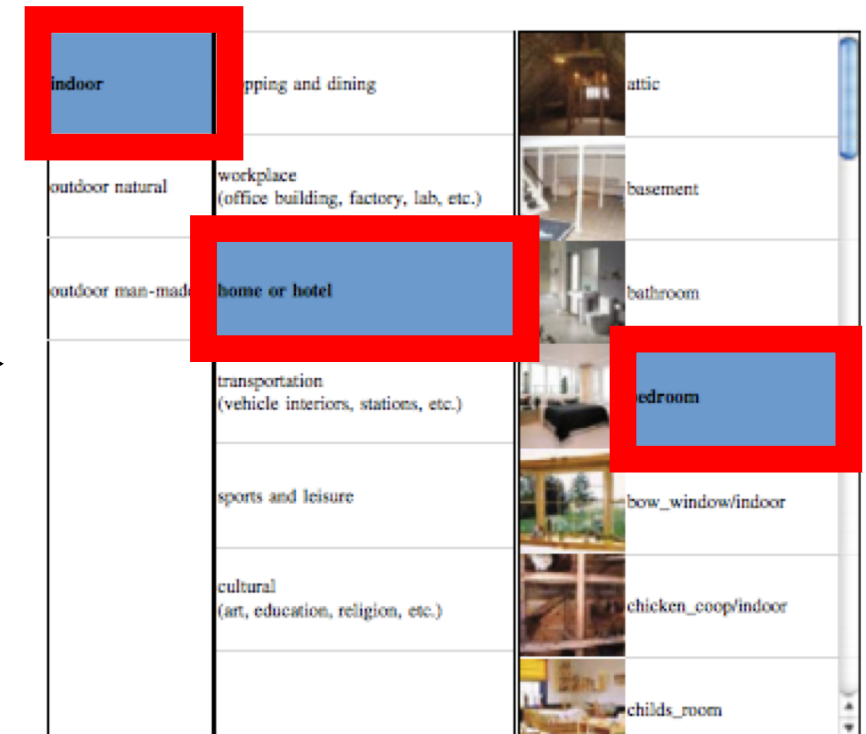 indoor
outdoor natural
outdoor man-made
pping and dining
workplace
(office building, factory, lab, etc.)
home or hotel
transportation
(vehicle interiors, stations, etc.)
sports and leisure
cultural
(art, education, religion, etc.)
attic
basement
bathroom
bedroom
bow_window/indoor
chicken_coop/indoor
childs_room